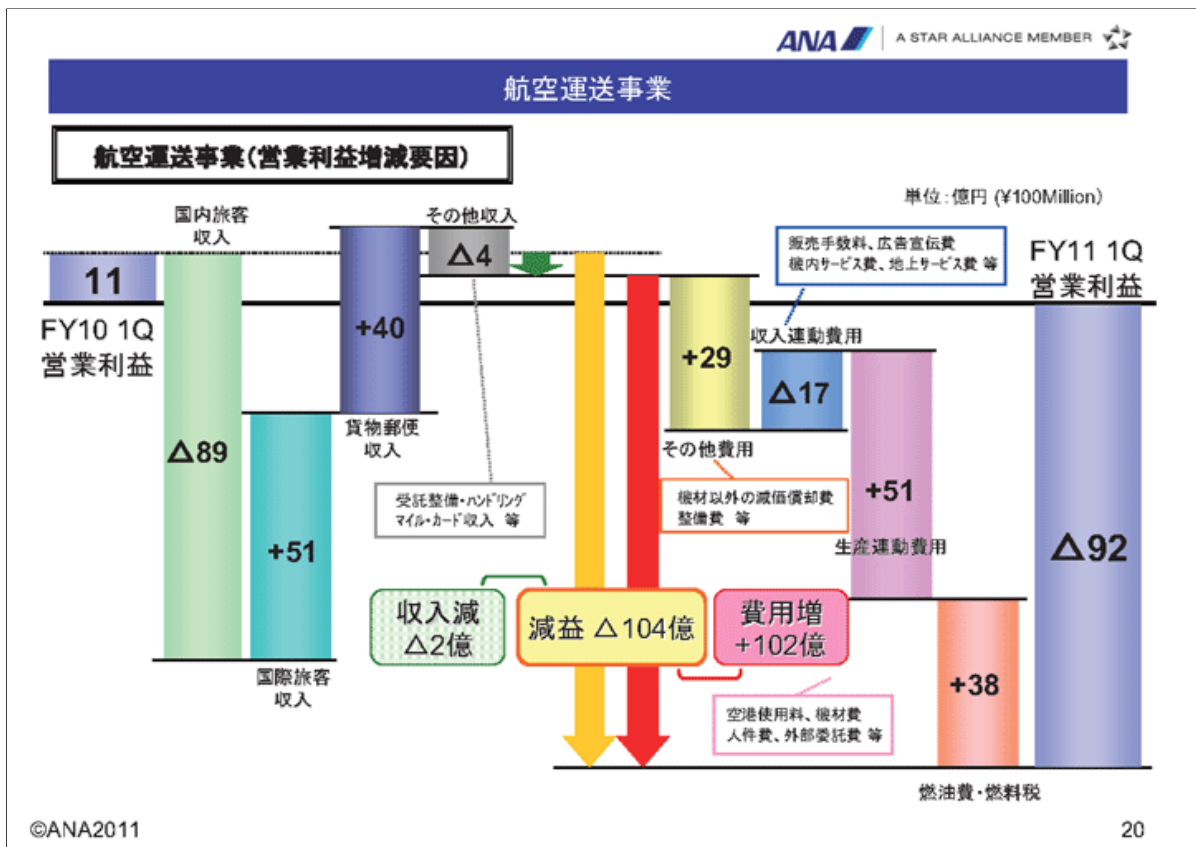 ANA
A STAR ALLIANCE MEMBER
航空運送事業
航空運送事業(営業利益増減要因)
単位:億円 (¥100Million)
国内旅客
収入
その他収入
販売手数料、広告宣伝費
機内サービス費、地上サービス費 等
FY11 1Q
営業利益
11
△4
FY10 1Q
営業利益
+40
+29
収入連動費用
△17
貨物郵便
収入
その他費用
△89
受託整備・ハンドリング
マイル・カード収入 等
機材以外の減価償却費
整備費 等
+51
+51
生産連動費用
△92
収入減
△2億
減益 △104億
費用増
+102億
国際旅客
収入
+38
空港使用料、機材費
人件費、外部委託費 等
燃油費・燃料税
©ANA2011
20